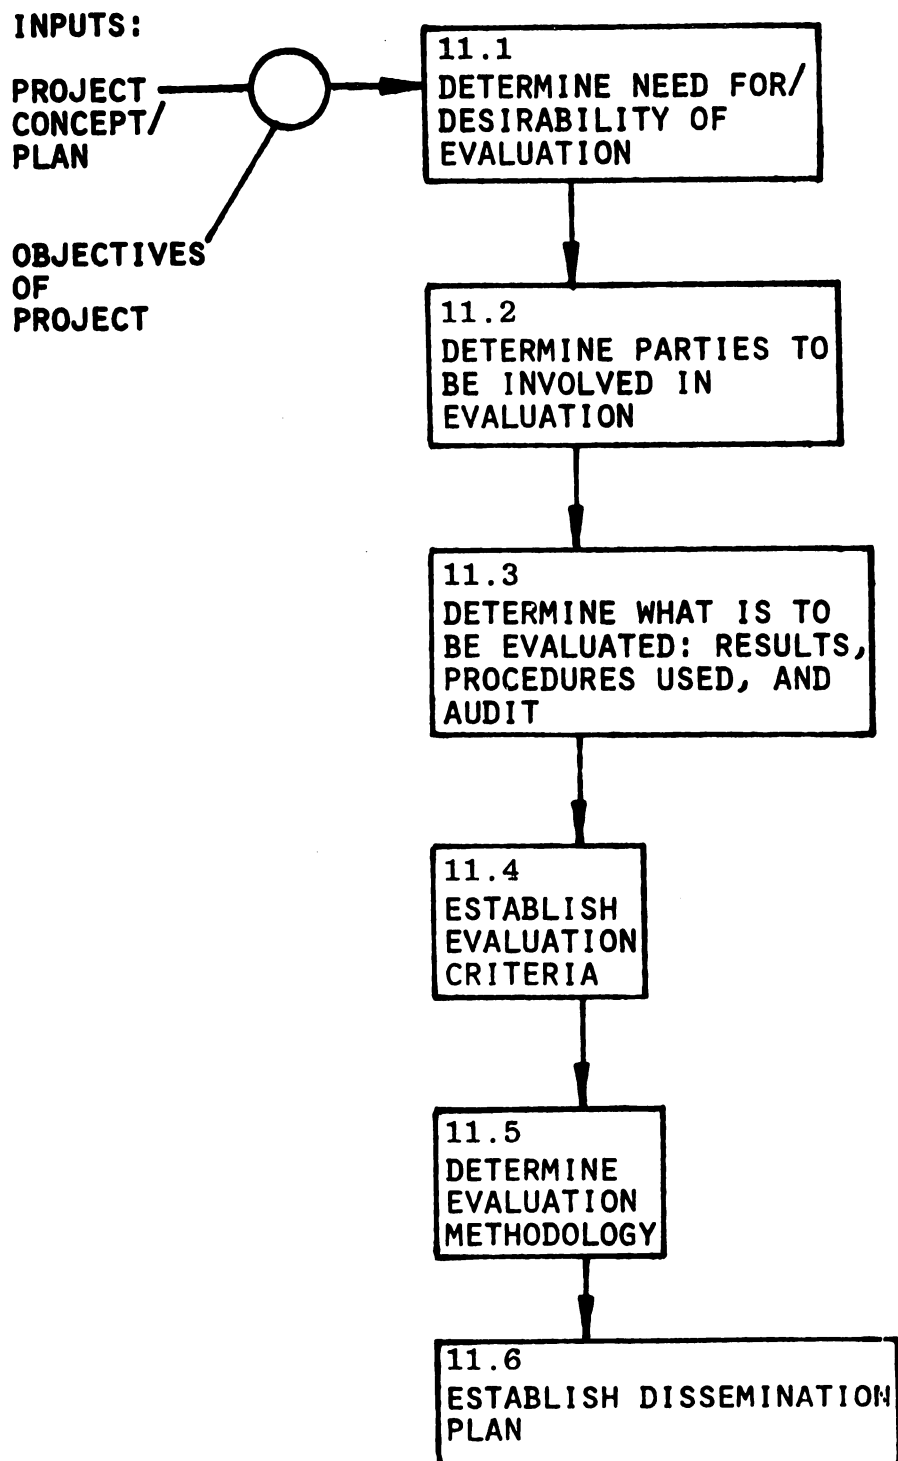 INPUTS:
PROJECT
CONCEPT/
PLAN
OBJECTIVES
OF
PROJECT
11.1
DETERMINE NEED FOR/
DESIRABILITY OF
EVALUATION
11.2
DETERMINE PARTIES TO
BE INVOLVED IN
EVALUATION
11.3
DETERMINE WHAT IS TO
BE EVALUATED: RESULTS,
PROCEDURES USED, AND
AUDIT
11.4
ESTABLISH
EVALUATION
CRITERIA
11.5
DETERMINE
EVALUATION
METHODOLOGY
11.6
ESTABLISH DISSEMINATION
PLAN